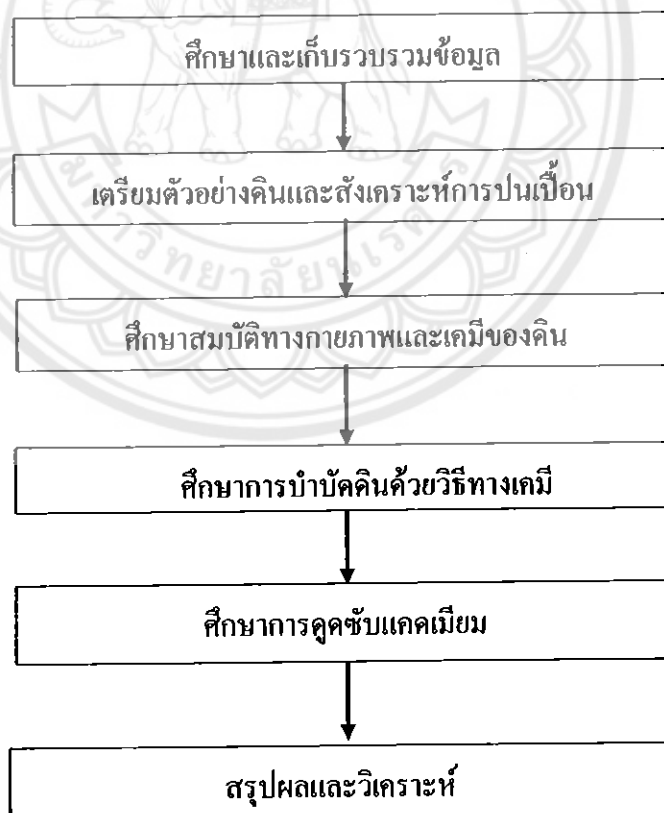 ศึกษาและเก็บรวบรวมข้อมูล
เตรียมตัวอย่างดินและสังเคราะห์การปนเปื้อน
ศึกษาสมบัติทางกายภาพและเคมีของดิน
ศึกษาการบำบัดดินด้วยวิธีทางเคมี
ศึกษาการดูดซับแคดเมียม
สรุปผลและวิเคราะห์